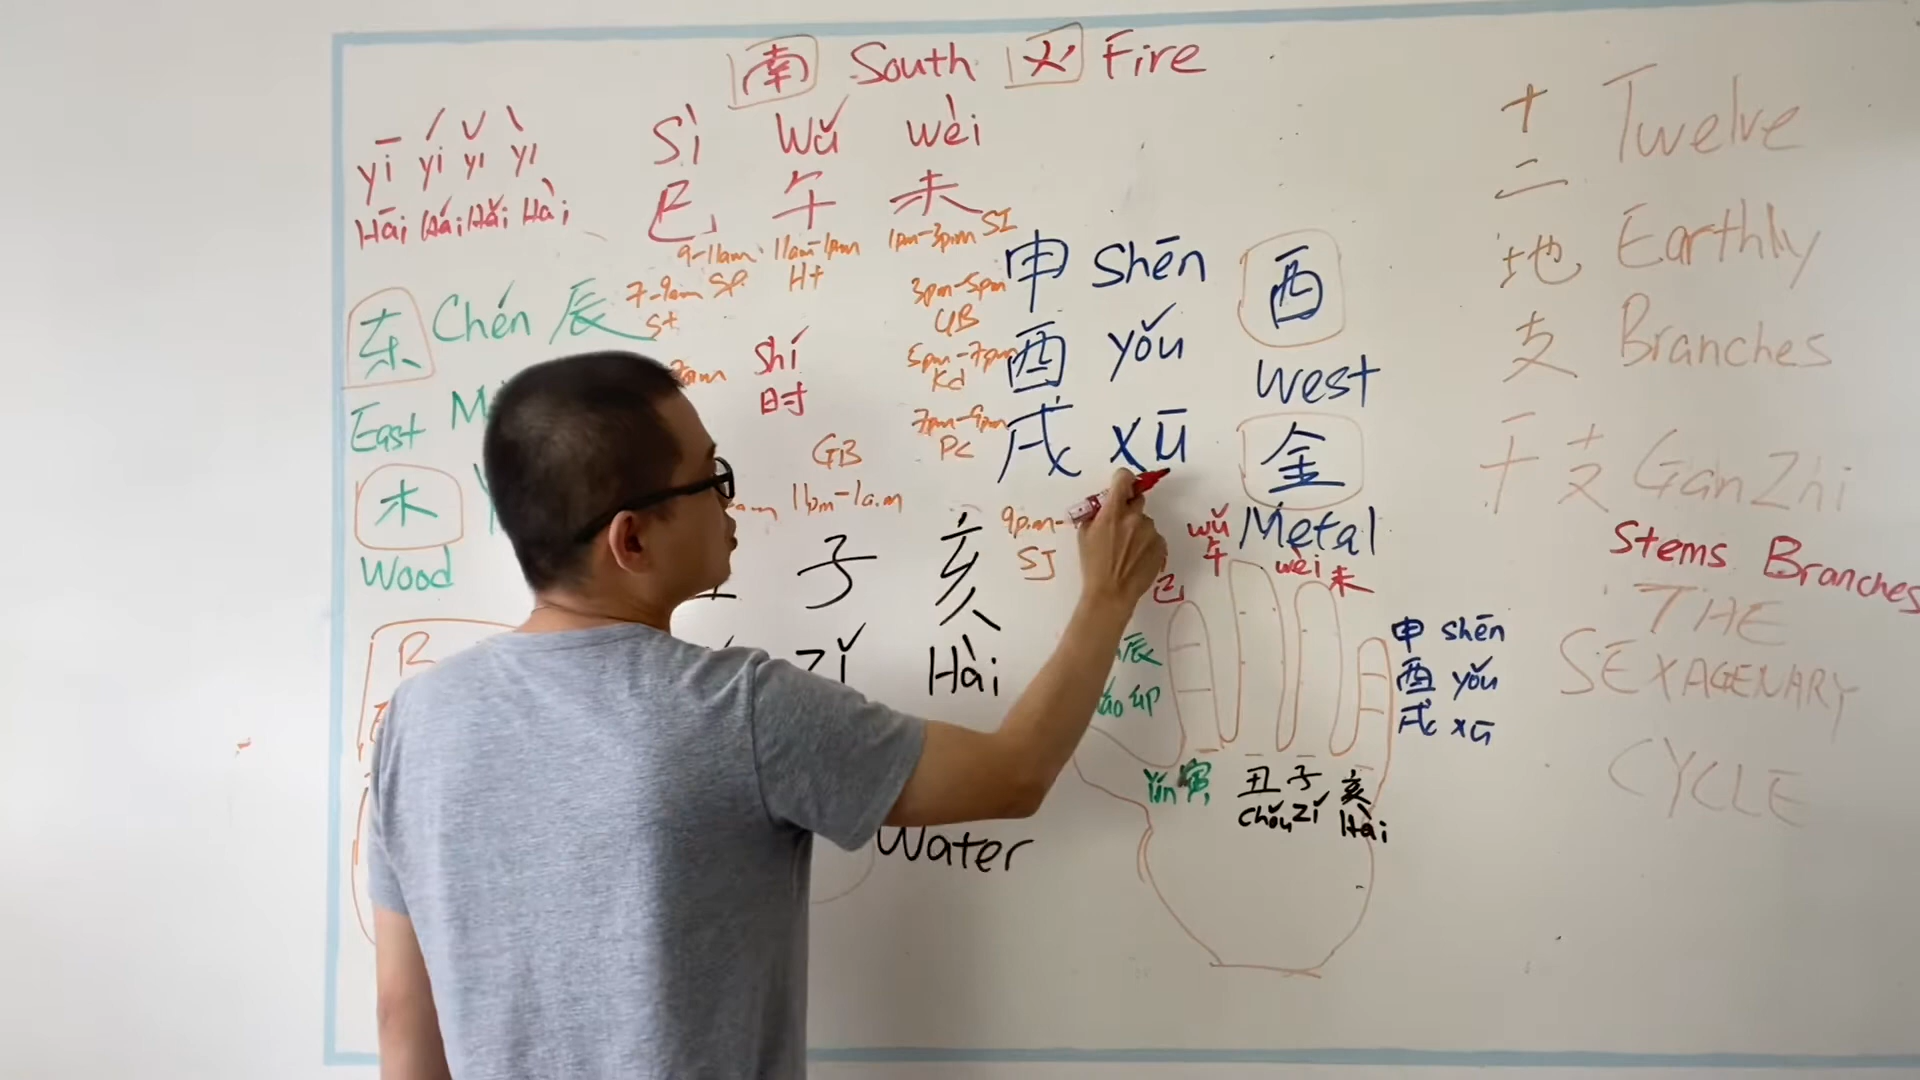 南 South 火 Fire
yī yí yǐ yì
Hāi Hái Hǎi Hài
Sì Wǔ Wèi
巳 午 未
9-11am 11am-1pm 1pm-3pm SI
Ht
东 Chén 辰 7-9am SP
St
East
木
Wood
Shí
时
申 Shēn
3pm-5pm
UB
酉 yǒu
5pm-7pm
Kd
戌 xū
7pm-9pm
PC
西
West
金
Metal
GB
11pm-1a.m
子 亥 9p.m-
SJ
Zǐ Hài
Water
wǔ
午 wèi 未
巳
辰
卯
申 shēn
酉 yǒu
戌 xū
Yín 寅 丑 子 亥
chǒu zǐ Hài
十 Twelve
二
地 Earthly
支 Branches
干支 GanZhi
Stems Branches
THE
SEXAGENARY
CYCLE